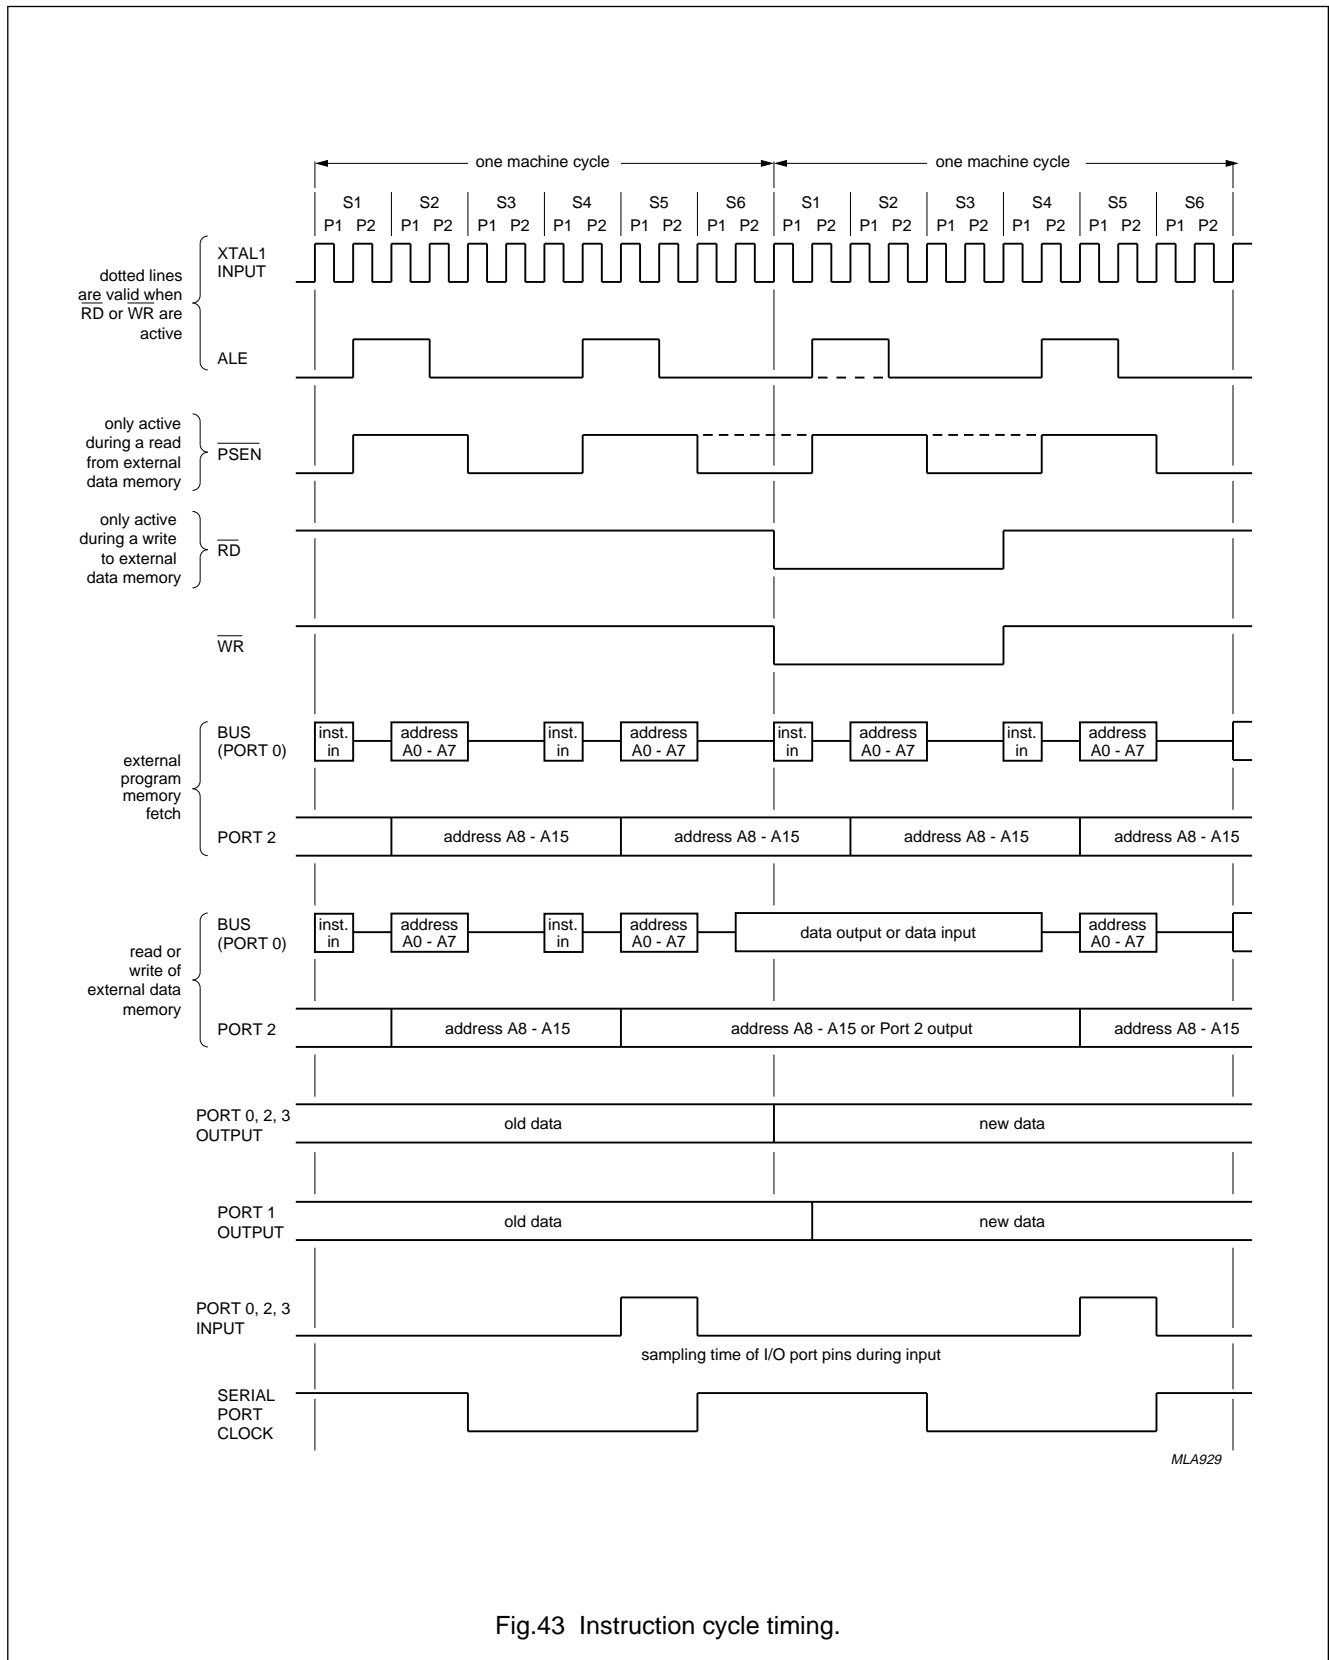 one machine cycle one machine cycle
S1 S2 S3 S4 S5 S6 S1 S2 S3 S4 S5 S6
P1 P2 P1 P2 P1 P2 P1 P2 P1 P2 P1 P2 P1 P2 P1 P2 P1 P2 P1 P2 P1 P2 P1 P2
dotted lines
are valid when
RD or WR are
active
XTAL1
INPUT
ALE
only active
during a read
from external
data memory
PSEN
only active
during a write
to external
data memory
RD
WR
external
program
memory
fetch
BUS
(PORT 0)
inst. address inst. address inst. address inst. address
in A0 - A7 in A0 - A7 in A0 - A7 in A0 - A7
PORT 2
address A8 - A15 address A8 - A15 address A8 - A15 address A8 - A15
read or
write of
external data
memory
BUS
(PORT 0)
inst. address inst. address data output or data input address
in A0 - A7 in A0 - A7 A0 - A7
PORT 2
address A8 - A15 address A8 - A15 or Port 2 output address A8 - A15
PORT 0, 2, 3
OUTPUT
old data new data
PORT 1
OUTPUT
old data new data
PORT 0, 2, 3
INPUT
sampling time of I/O port pins during input
SERIAL
PORT
CLOCK
MLA929
Fig.43 Instruction cycle timing.